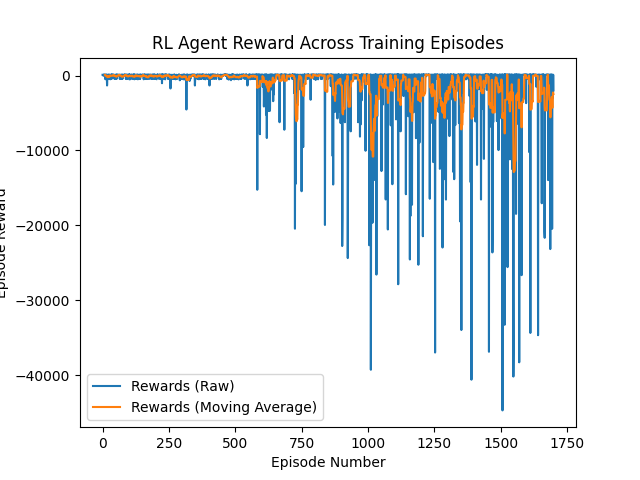 RL Agent Reward Across Training Episodes
0
−10000
−20000
−30000
−40000
Episode Reward
Rewards (Raw)
Rewards (Moving Average)
0 250 500 750 1000 1250 1500 1750
Episode Number